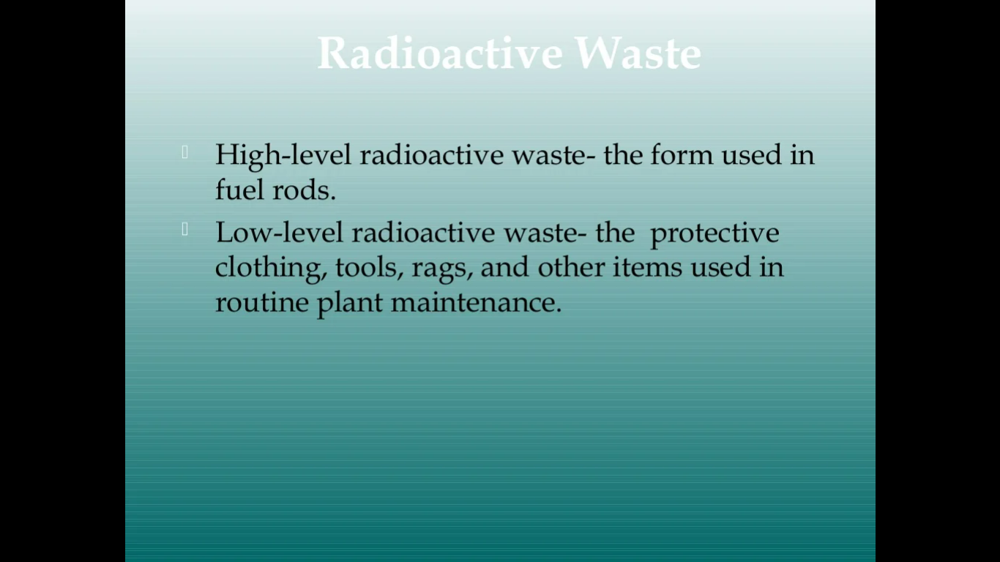 Radioactive Waste
High-level radioactive waste- the form used in
fuel rods.
Low-level radioactive waste- the  protective
clothing, tools, rags, and other items used in
routine plant maintenance.